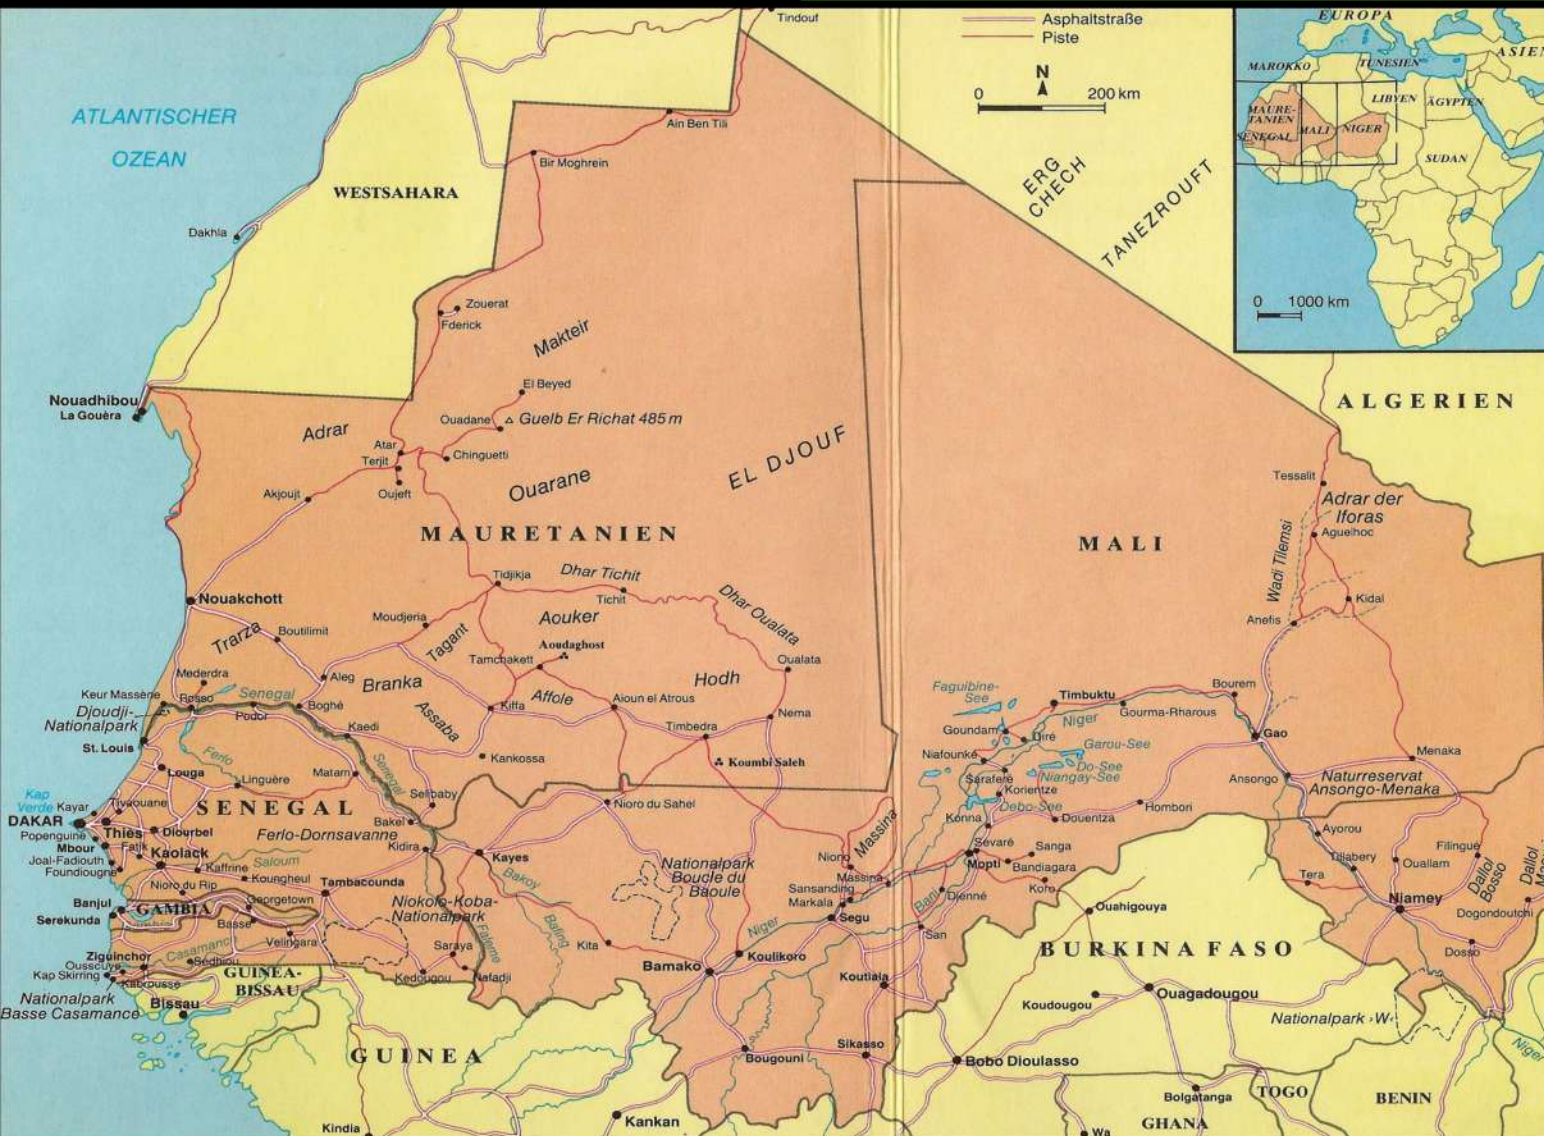 Tindouf
Asphaltstraße
Piste
N
0 200 km
EUROPA
ASIEN
MAROKKO
TUNESIEN
LIBYEN
ÄGYPTEN
MAURE-
TANIEN
SENEGAL
MALI
NIGER
SUDAN
0 1000 km
ATLANTISCHER
OZEAN
WESTSAHARA
Dakhla
Ain Ben Tili
Bir Moghrein
ERG
CHECH
TANEZROUFT
Zouerat
Fderick
Makteir
El Beyed
Nouadhibou
La Gouèra
Ouadane
Guelb Er Richat 485 m
ALGERIEN
Adrar
Atar
Terjit
Chinguetti
Oujeft
Akjoujt
Ouarane
EL DJOUF
MAURETANIEN
MALI
Tessalit
Adrar der
Iforas
Aguelhoc
Wadi Tilemsi
Kidal
Anefis
Tidjikja
Dhar Tichit
Tichit
Dhar Oualata
Nouakchott
Moudjeria
Aouker
Trarza
Boutilimit
Tagant
Aoudaghost
Tamchakett
Oualata
Mederdra
Aleg
Branka
Affole
Hodh
Keur Massène
Rosso
Senegal
Djoudji-
Nationalpark
Podor
Boghé
Kiffa
Aioun el Atrous
Assaba
Kaedi
Timbedra
Nema
St. Louis
Ferlo
Senegal
Kankossa
Koumbi Saleh
Louga
Linguère
Matam
Selibaby
Faguibine-
See
Timbuktu
Bourem
Niger
Gourma-Rharous
Goundam
Diré
Garou-See
Gao
Niafounké
Do-See
Niangay-See
Menaka
Saraferé
Korientze
Ansongo
Naturreservat
Ansongo-Menaka
Debo-See
Hombori
Konna
Douentza
Kap
Verde
Kayar
Tivaouane
SENEGAL
DAKAR
Popenguine
Thiès
Diourbel
Bakel
Nioro du Sahel
Mbour
Fatik
Ferlo-Dornsavanne
Kidira
Joal-Fadiouth
Kaolack
Foundiougne
Saloum
Kaffrine
Koungheul
Kayes
Bakoy
Nationalpark
Boucle du
Baoule
Niono
Massina
Massina
Sevaré
Sanga
Mopti
Bandiagara
Koro
Ayorou
Tillabery
Ouallam
Filingué
Tera
Dallol
Bosso
Dallol
Nioro du Rip
Tambacounda
Sansanding
Markala
Segu
Bani
Djenné
Georgetown
Banjul
GAMBIA
Serekunda
Basse
Niokolo-Koba-
Nationalpark
Faleme
Bafing
Niger
San
Ouahigouya
Niamey
Dogondoutchi
Velingara
Saraya
Kita
Koulikoro
BURKINA FASO
Dosso
Casamance
Ziguinchor
Sédhiou
Kap Skirring
Kabrousse
GUINEA-
BISSAU
Kedougou
Nafadji
Bamako
Koutiala
Koudougou
Ouagadougou
Nationalpark
Basse Casamance
Bissau
Nationalpark ›W‹
Niger
GUINEA
Bougouni
Sikasso
Bobo Dioulasso
Bolgatanga
TOGO
BENIN
Kindia
Kankan
Wa
GHANA